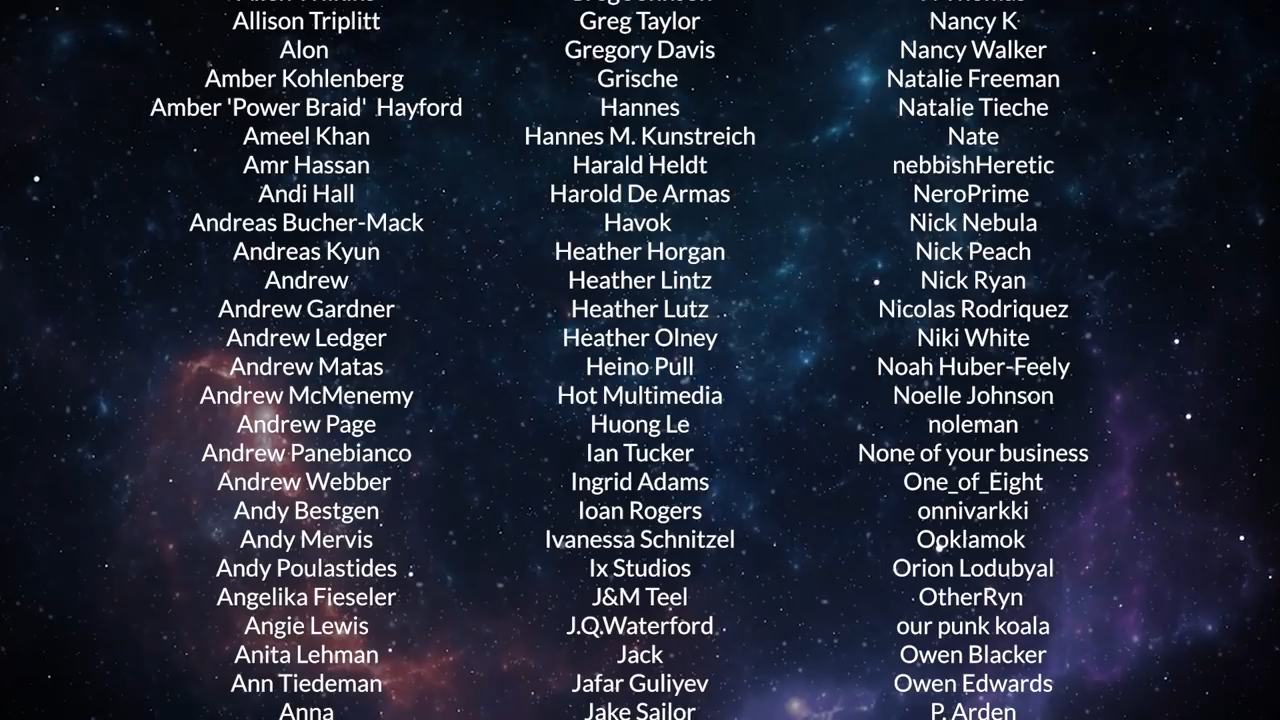 Allison Triplitt
Alon
Amber Kohlenberg
Amber 'Power Braid'  Hayford
Ameel Khan
Amr Hassan
Andi Hall
Andreas Bucher-Mack
Andreas Kyun
Andrew
Andrew Gardner
Andrew Ledger
Andrew Matas
Andrew McMenemy
Andrew Page
Andrew Panebianco
Andrew Webber
Andy Bestgen
Andy Mervis
Andy Poulastides
Angelika Fieseler
Angie Lewis
Anita Lehman
Ann Tiedeman
Anna
Greg Taylor
Gregory Davis
Grische
Hannes
Hannes M. Kunstreich
Harald Heldt
Harold De Armas
Havok
Heather Horgan
Heather Lintz
Heather Lutz
Heather Olney
Heino Pull
Hot Multimedia
Huong Le
Ian Tucker
Ingrid Adams
Ioan Rogers
Ivanessa Schnitzel
Ix Studios
J&M Teel
J.Q.Waterford
Jack
Jafar Guliyev
Jake Sailor
Nancy K
Nancy Walker
Natalie Freeman
Natalie Tieche
Nate
nebbishHeretic
NeroPrime
Nick Nebula
Nick Peach
Nick Ryan
Nicolas Rodriquez
Niki White
Noah Huber-Feely
Noelle Johnson
noleman
None of your business
One_of_Eight
onnivarkki
Ooklamok
Orion Lodubyal
OtherRyn
our punk koala
Owen Blacker
Owen Edwards
P. Arden